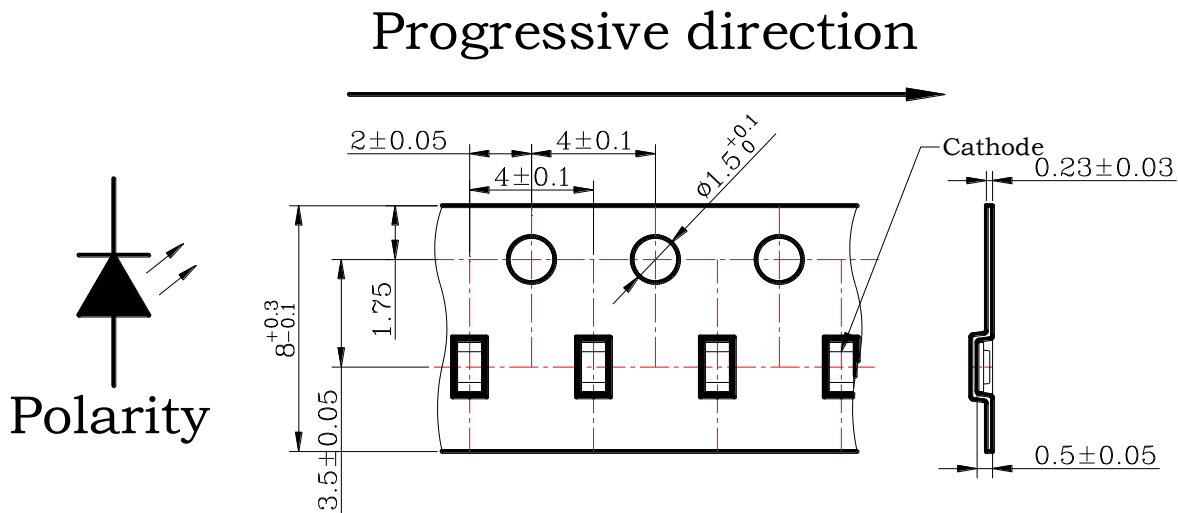 Progressive direction
2±0.05
4±0.1
4±0.1
ø1.5 +0.1 0
Cathode
0.23±0.03
1.75
8 +0.3 -0.1
3.5±0.05
Polarity
0.5±0.05